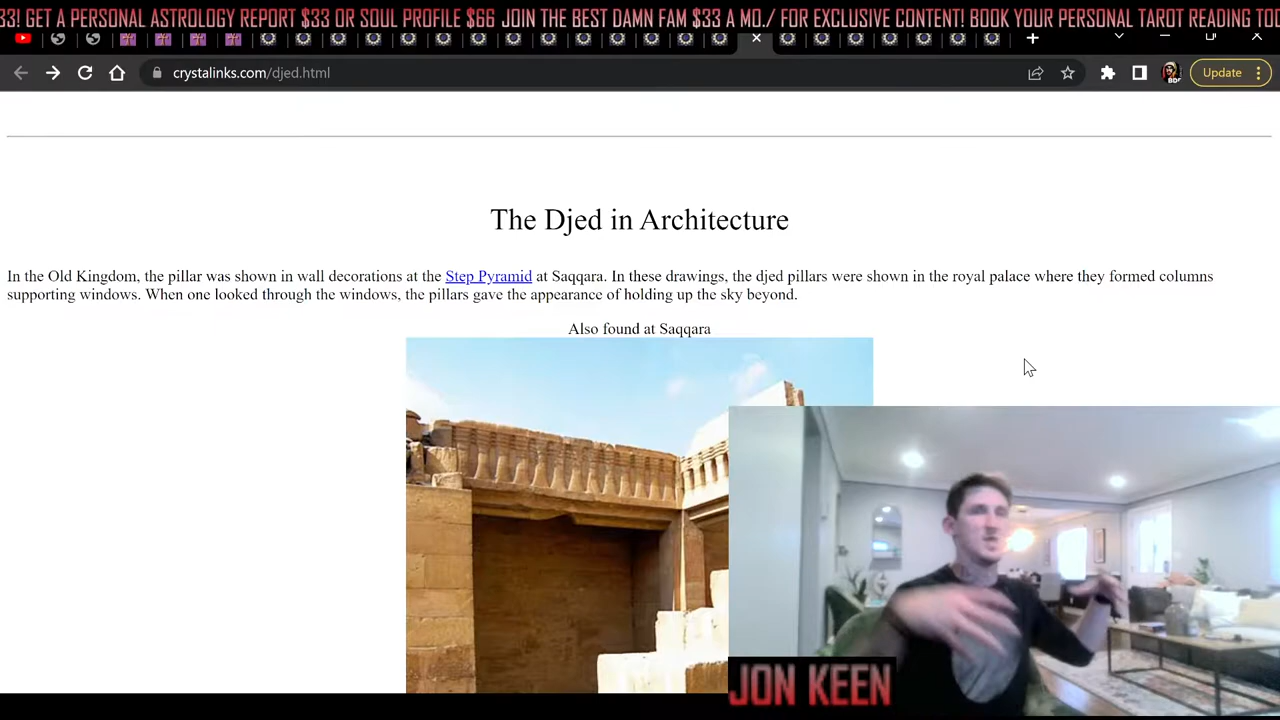 33! GET A PERSONAL ASTROLOGY REPORT $33 OR SOUL PROFILE $66 JOIN THE BEST DAMN FAM $33 A MO./ FOR EXCLUSIVE CONTENT! BOOK YOUR PERSONAL TAROT READING TOD
crystalinks.com/djed.html
Update
The Djed in Architecture
In the Old Kingdom, the pillar was shown in wall decorations at the Step Pyramid at Saqqara. In these drawings, the djed pillars were shown in the royal palace where they formed columns
supporting windows. When one looked through the windows, the pillars gave the appearance of holding up the sky beyond.
Also found at Saqqara
JON KEEN